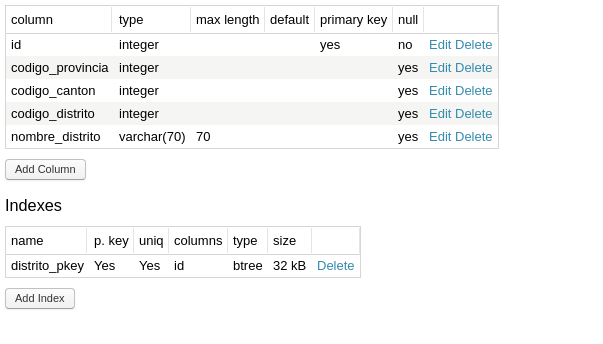 column type max length default primary key null
id integer yes no Edit Delete
codigo_provincia integer yes Edit Delete
codigo_canton integer yes Edit Delete
codigo_distrito integer yes Edit Delete
nombre_distrito varchar(70) 70 yes Edit Delete
Add Column
Indexes
name p. key uniq columns type size
distrito_pkey Yes Yes id btree 32 kB Delete
Add Index